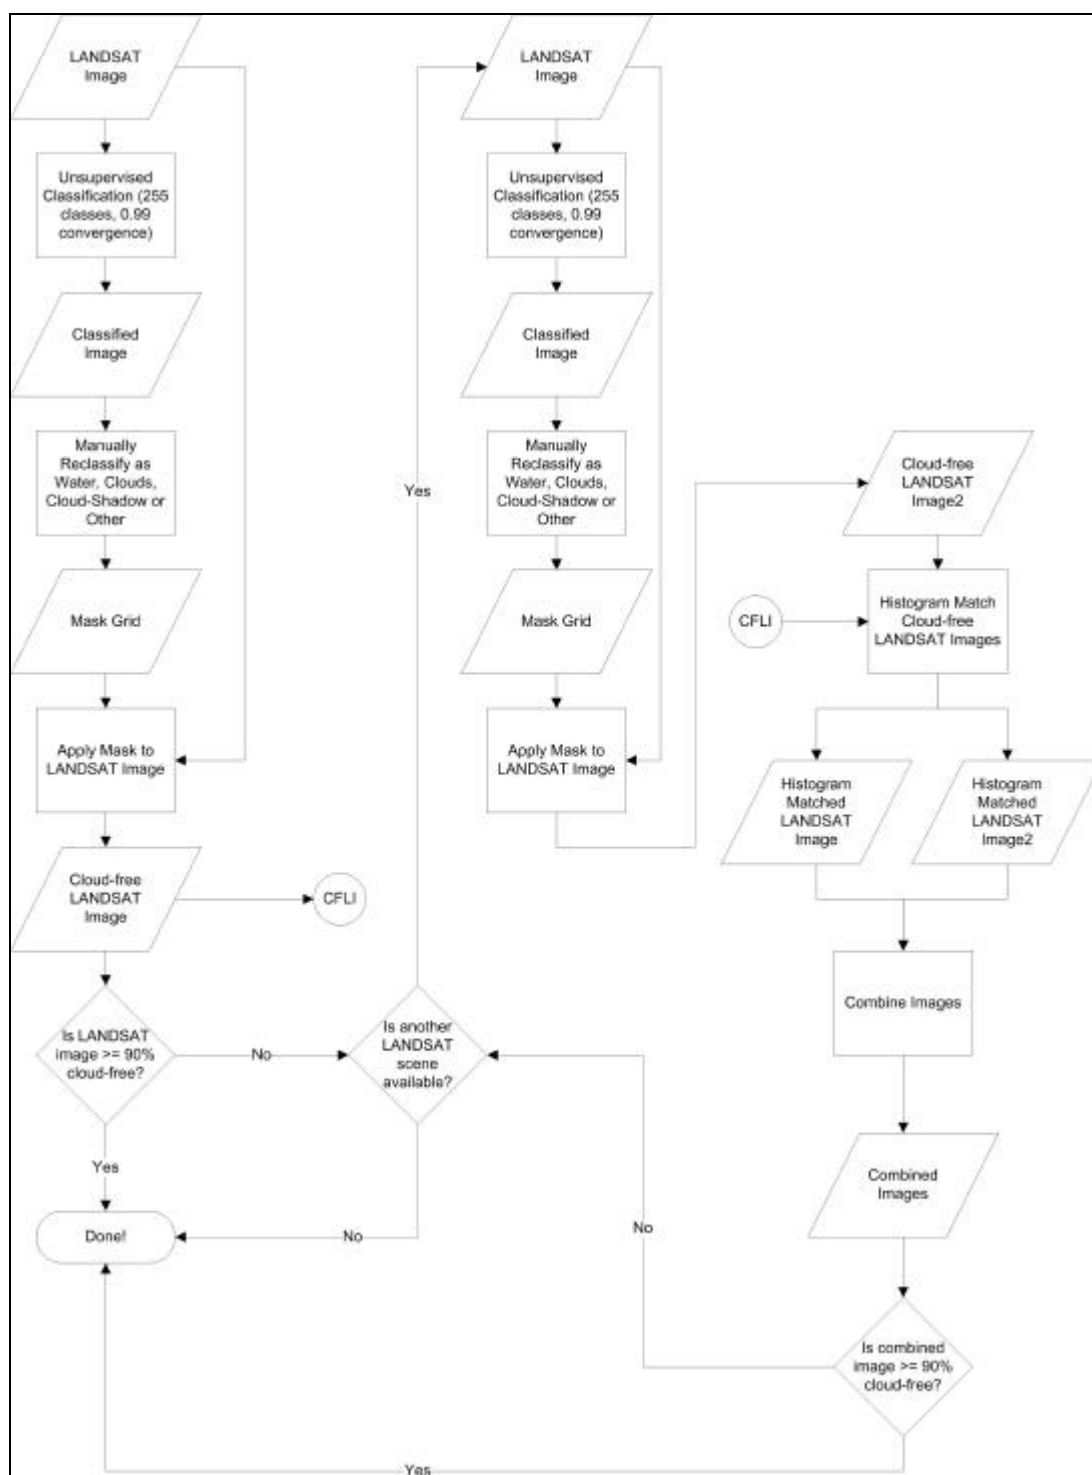 LANDSAT
Image
Unsupervised
Classification (255
classes, 0.99
convergence)
Classified
Image
Manually
Reclassify as
Water, Clouds,
Cloud-Shadow or
Other
Mask Grid
Apply Mask to
LANDSAT Image
Cloud-free
LANDSAT
Image
CFLI
Is LANDSAT
image >= 90%
cloud-free?
No
Yes
Done!
Is another
LANDSAT
scene
available?
No
Yes
LANDSAT
Image
Unsupervised
Classification (255
classes, 0.99
convergence)
Classified
Image
Manually
Reclassify as
Water, Clouds,
Cloud-Shadow or
Other
Mask Grid
Apply Mask to
LANDSAT Image
Cloud-free
LANDSAT
Image2
CFLI
Histogram Match
Cloud-free
LANDSAT Images
Histogram
Matched
LANDSAT
Image
Histogram
Matched
LANDSAT
Image2
Combine Images
Combined
Images
Is combined
image >= 90%
cloud-free?
No
Yes